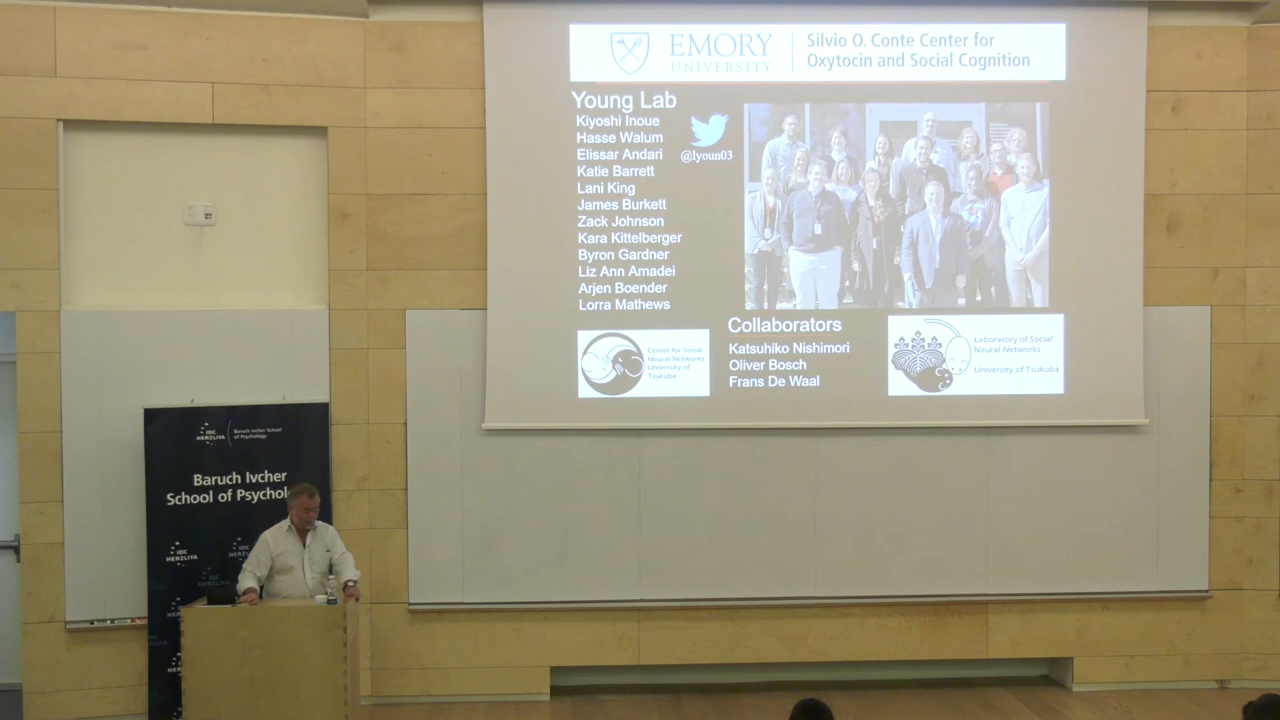 EMORY
UNIVERSITY
Silvio O. Conte Center for
Oxytocin and Social Cognition
Young Lab
Kiyoshi Inoue
Hasse Walum
Elissar Andari
Katie Barrett
Lani King
James Burkett
Zack Johnson
Kara Kittelberger
Byron Gardner
Liz Ann Amadei
Arjen Boender
Lorra Mathews
@lyoun03
Center for Social
Neural Networks
University of
Tsukuba
Collaborators
Katsuhiko Nishimori
Oliver Bosch
Frans De Waal
Laboratory of Social
Neural Networks
University of Tsukuba
IDC
HERZLIYA
Baruch Ivcher School
of Psychology
Baruch Ivcher
School of Psychol
IDC
HERZLIYA
IDC
HERZLIYA